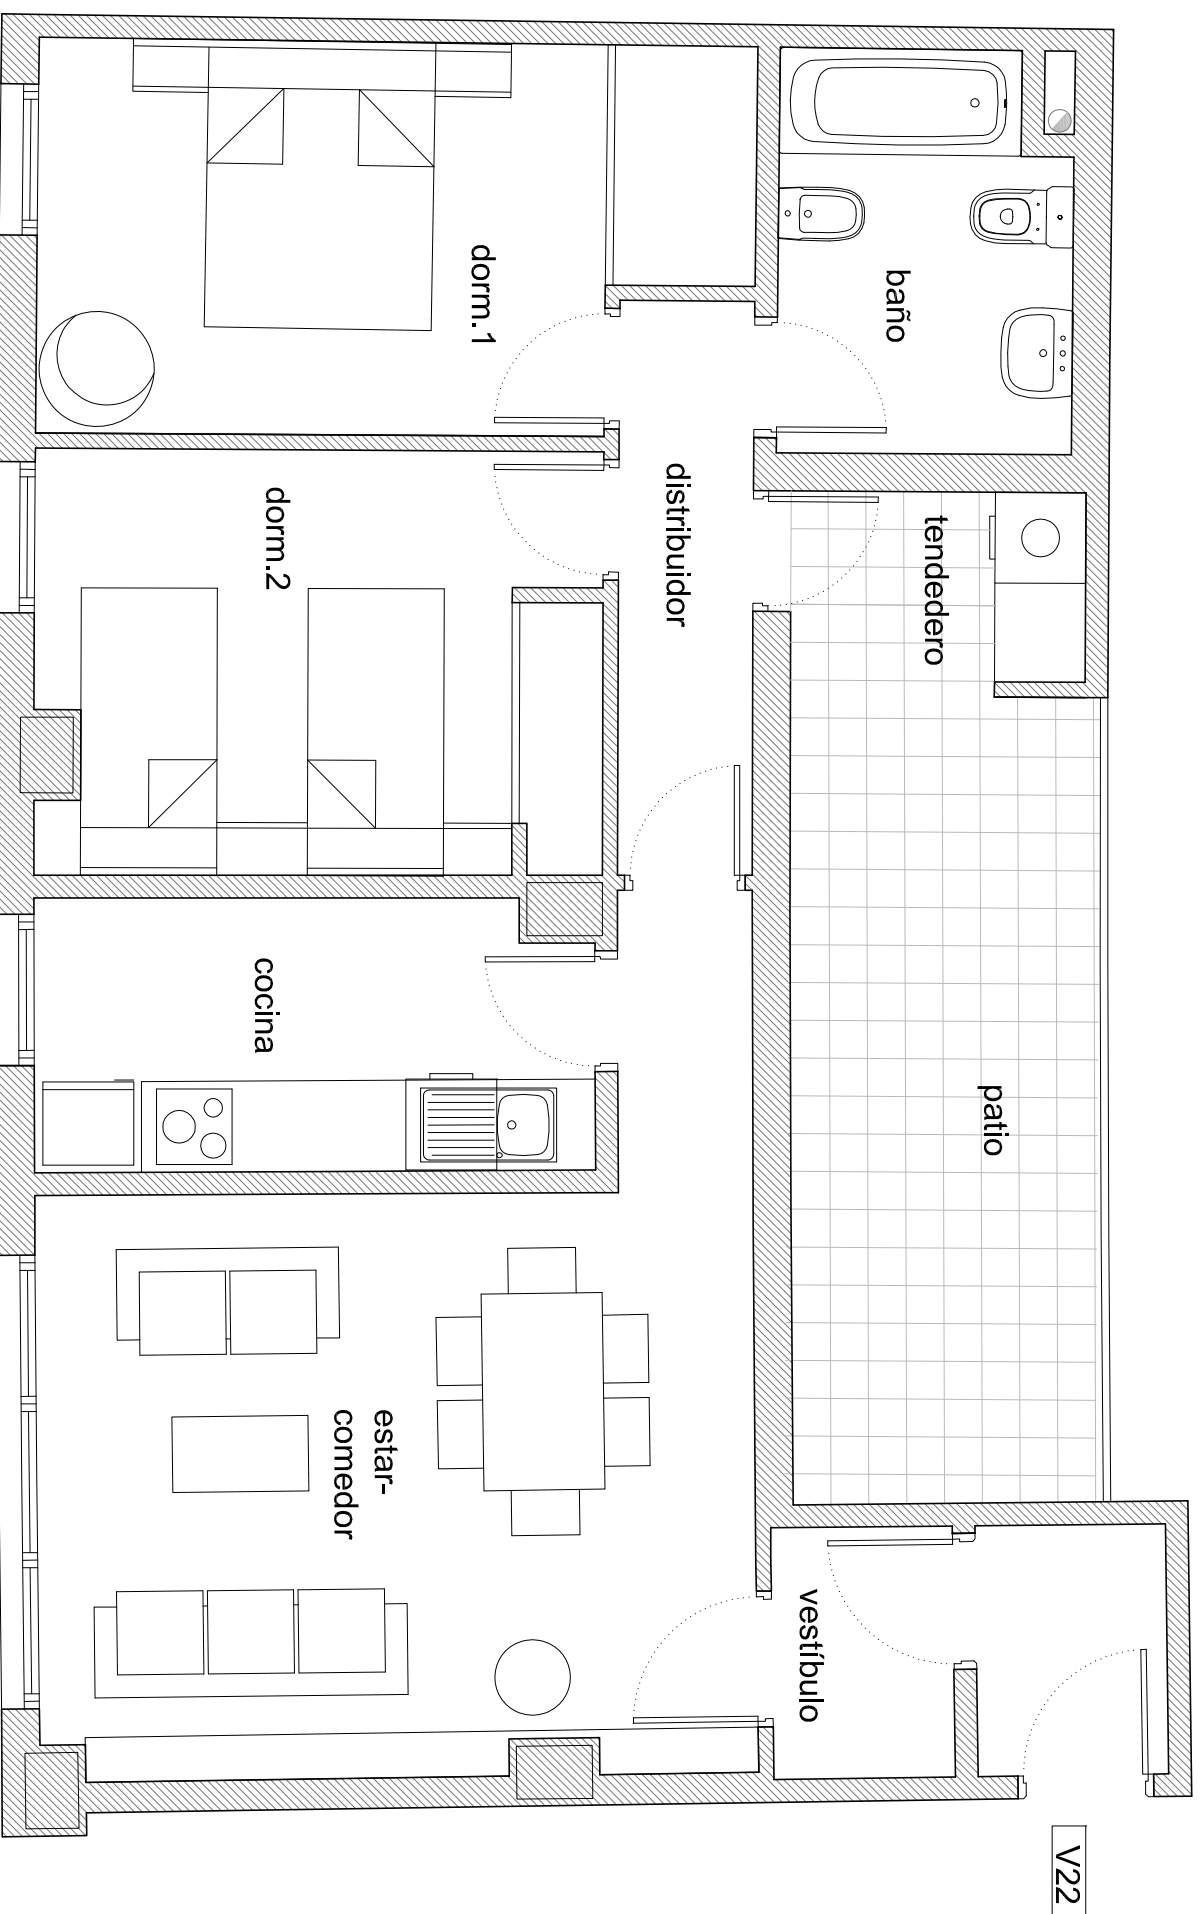 dorm.1
baño
dorm.2
distribuidor
tendedero
cocina
patio
estar-
comedor
vestíbulo
V22